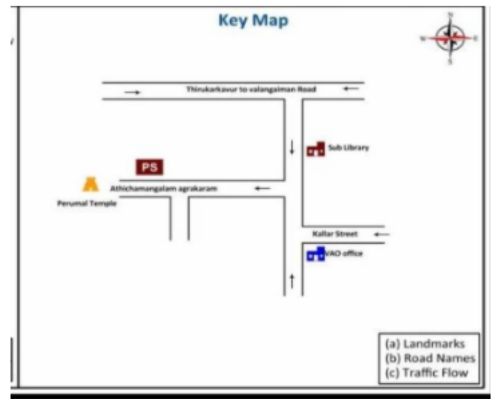 Key Map
N
W
E
S
Thirukarkavur to valangaiman Road
Sub Library
PS
Athichamangalam agrakaram
Perumal Temple
Kallar Street
VAO office
(a) Landmarks
(b) Road Names
(c) Traffic Flow